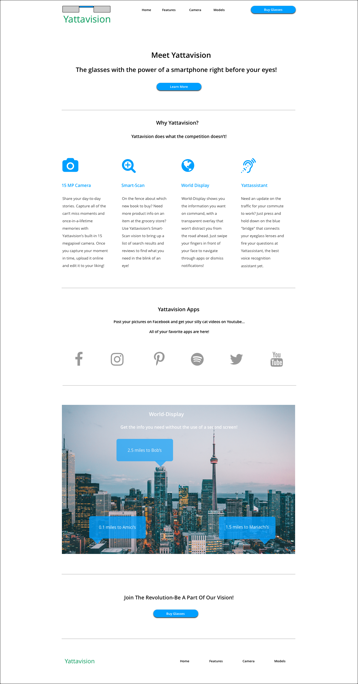 Yattavision
Home Features Camera Models
Buy Glasses
Meet Yattavision
The glasses with the power of a smartphone right before your eyes!
Learn More
Why Yattavision?
Yattavision does what the competition doesn't!
15 MP Camera
Share your day to day
stories. Capture all of the
can't miss moments and
once in a lifetime
memories with
Yattavision's built-in 15
megapixel camera. Once
you capture your moment
in time, upload it online
and edit it to your liking!
Smart-Scan
On the fence about which
new book to buy? Need
more product info on an
item at the grocery store?
Use Yattavision's Smart-
Scan vision to bring up a
list of search results and
reviews to find what you
need in the blink of an
eye!
World Display
World-Display shows you
the information you want
on command, with a
transparent overlay that
won't distract you from
the road ahead. Just swipe
your fingers in front of
your face to navigate
through apps or dismiss
notifications!
Yattassistant
Need an update on the
traffic for your commute
to work? Just press and
hold down on the blue
"bridge" that connects
your eyeglass lenses and
fire your questions at
Yattassistant, the best
voice recognition
assistant yet.
Yattavision Apps
Post your pictures on Facebook and get your silly cat videos on Youtube...
All of your favorite apps are here!
You
Tube
World Display
Get the info you need without the use of a cell line screen!
2.5 miles to Bob's
3.1 miles to Arnio's
1.5 miles to Mariachi's
Join The Revolution-Be A Part Of Our Vision!
Buy Glasses
Yattavision
Home Features Camera Models